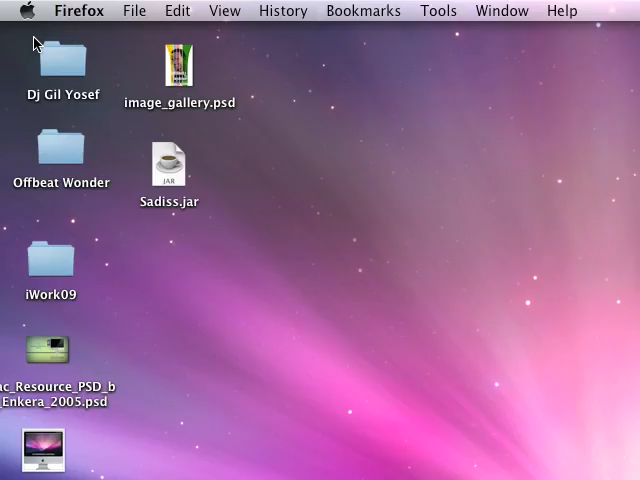 Firefox File Edit View History Bookmarks Tools Window Help
Dj Gil Yosef
image_gallery.psd
Offbeat Wonder
JAR
Sadiss.jar
iWork09
ac_Resource_PSD_b
_Enkera_2005.psd